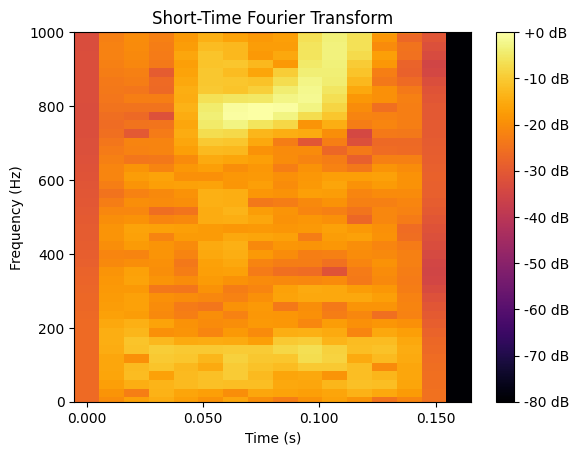 Short-Time Fourier Transform
Frequency (Hz)
1000
800
600
400
200
0
0.000 0.050 0.100 0.150
Time (s)
+0 dB
-10 dB
-20 dB
-30 dB
-40 dB
-50 dB
-60 dB
-70 dB
-80 dB